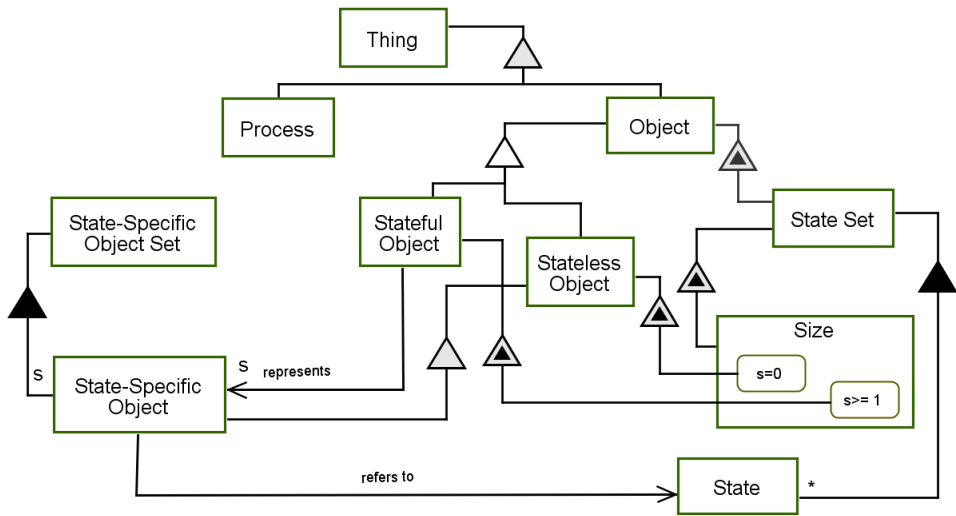 Thing
Process
Object
State-Specific
Object Set
Stateful
Object
Stateless
Object
State Set
Size
s=0
s>= 1
S
State-Specific
Object
S
represents
refers to
State
*